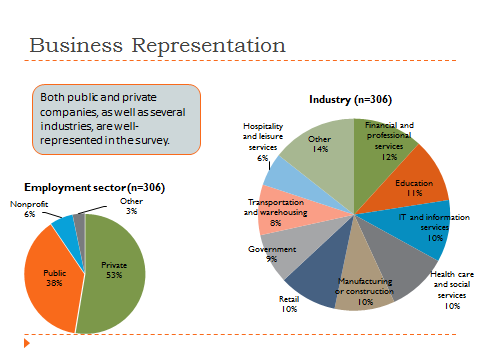 Business Representation
Both public and private
companies, as well as several
industries, are well-
represented in the survey.
Employment sector (n=306)
Nonprofit
6%
Other
3%
Public
38%
Private
53%
Industry (n=306)
Hospitality
and leisure
services
6%
Other
14%
Financial and
professional
services
12%
Education
11%
IT and information
services
10%
Health care
and social
services
10%
Manufacturing
or construction
10%
Retail
10%
Government
9%
Transportation
and warehousing
8%